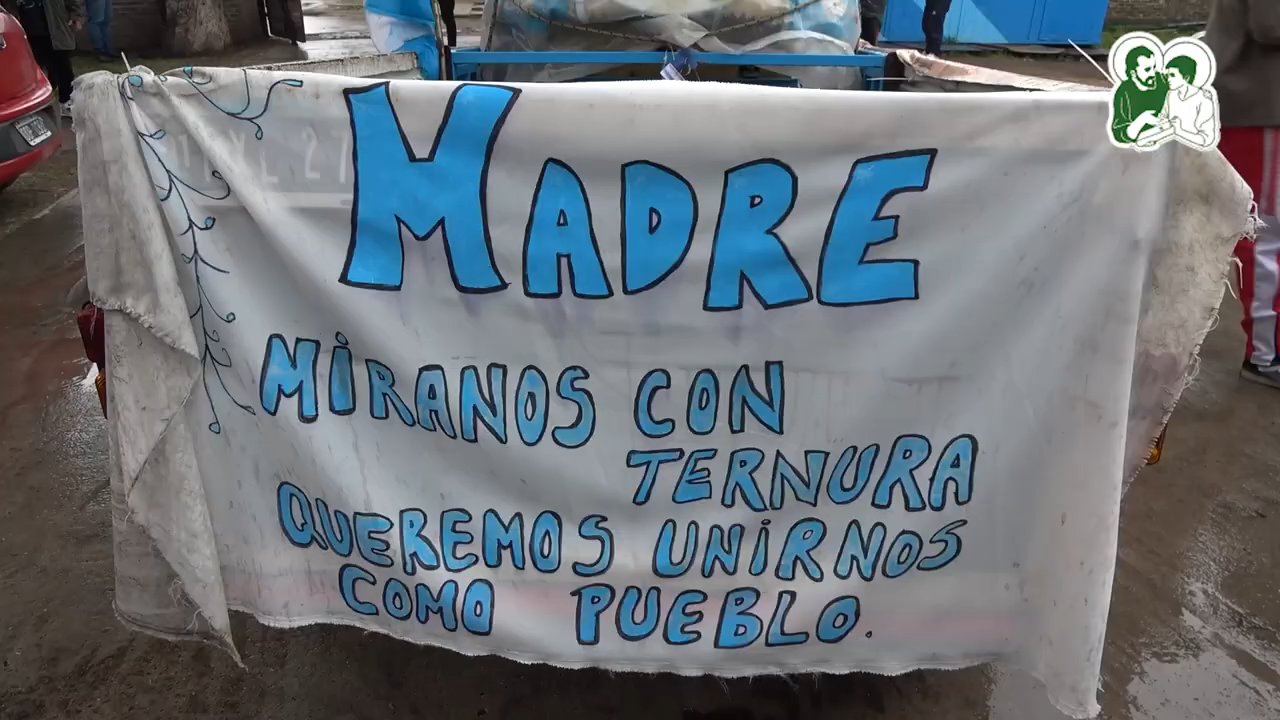 MADRE
MiRANOS CON
TERNURA
QUEREMOS UNiRNOS
COMO PUEBLO.